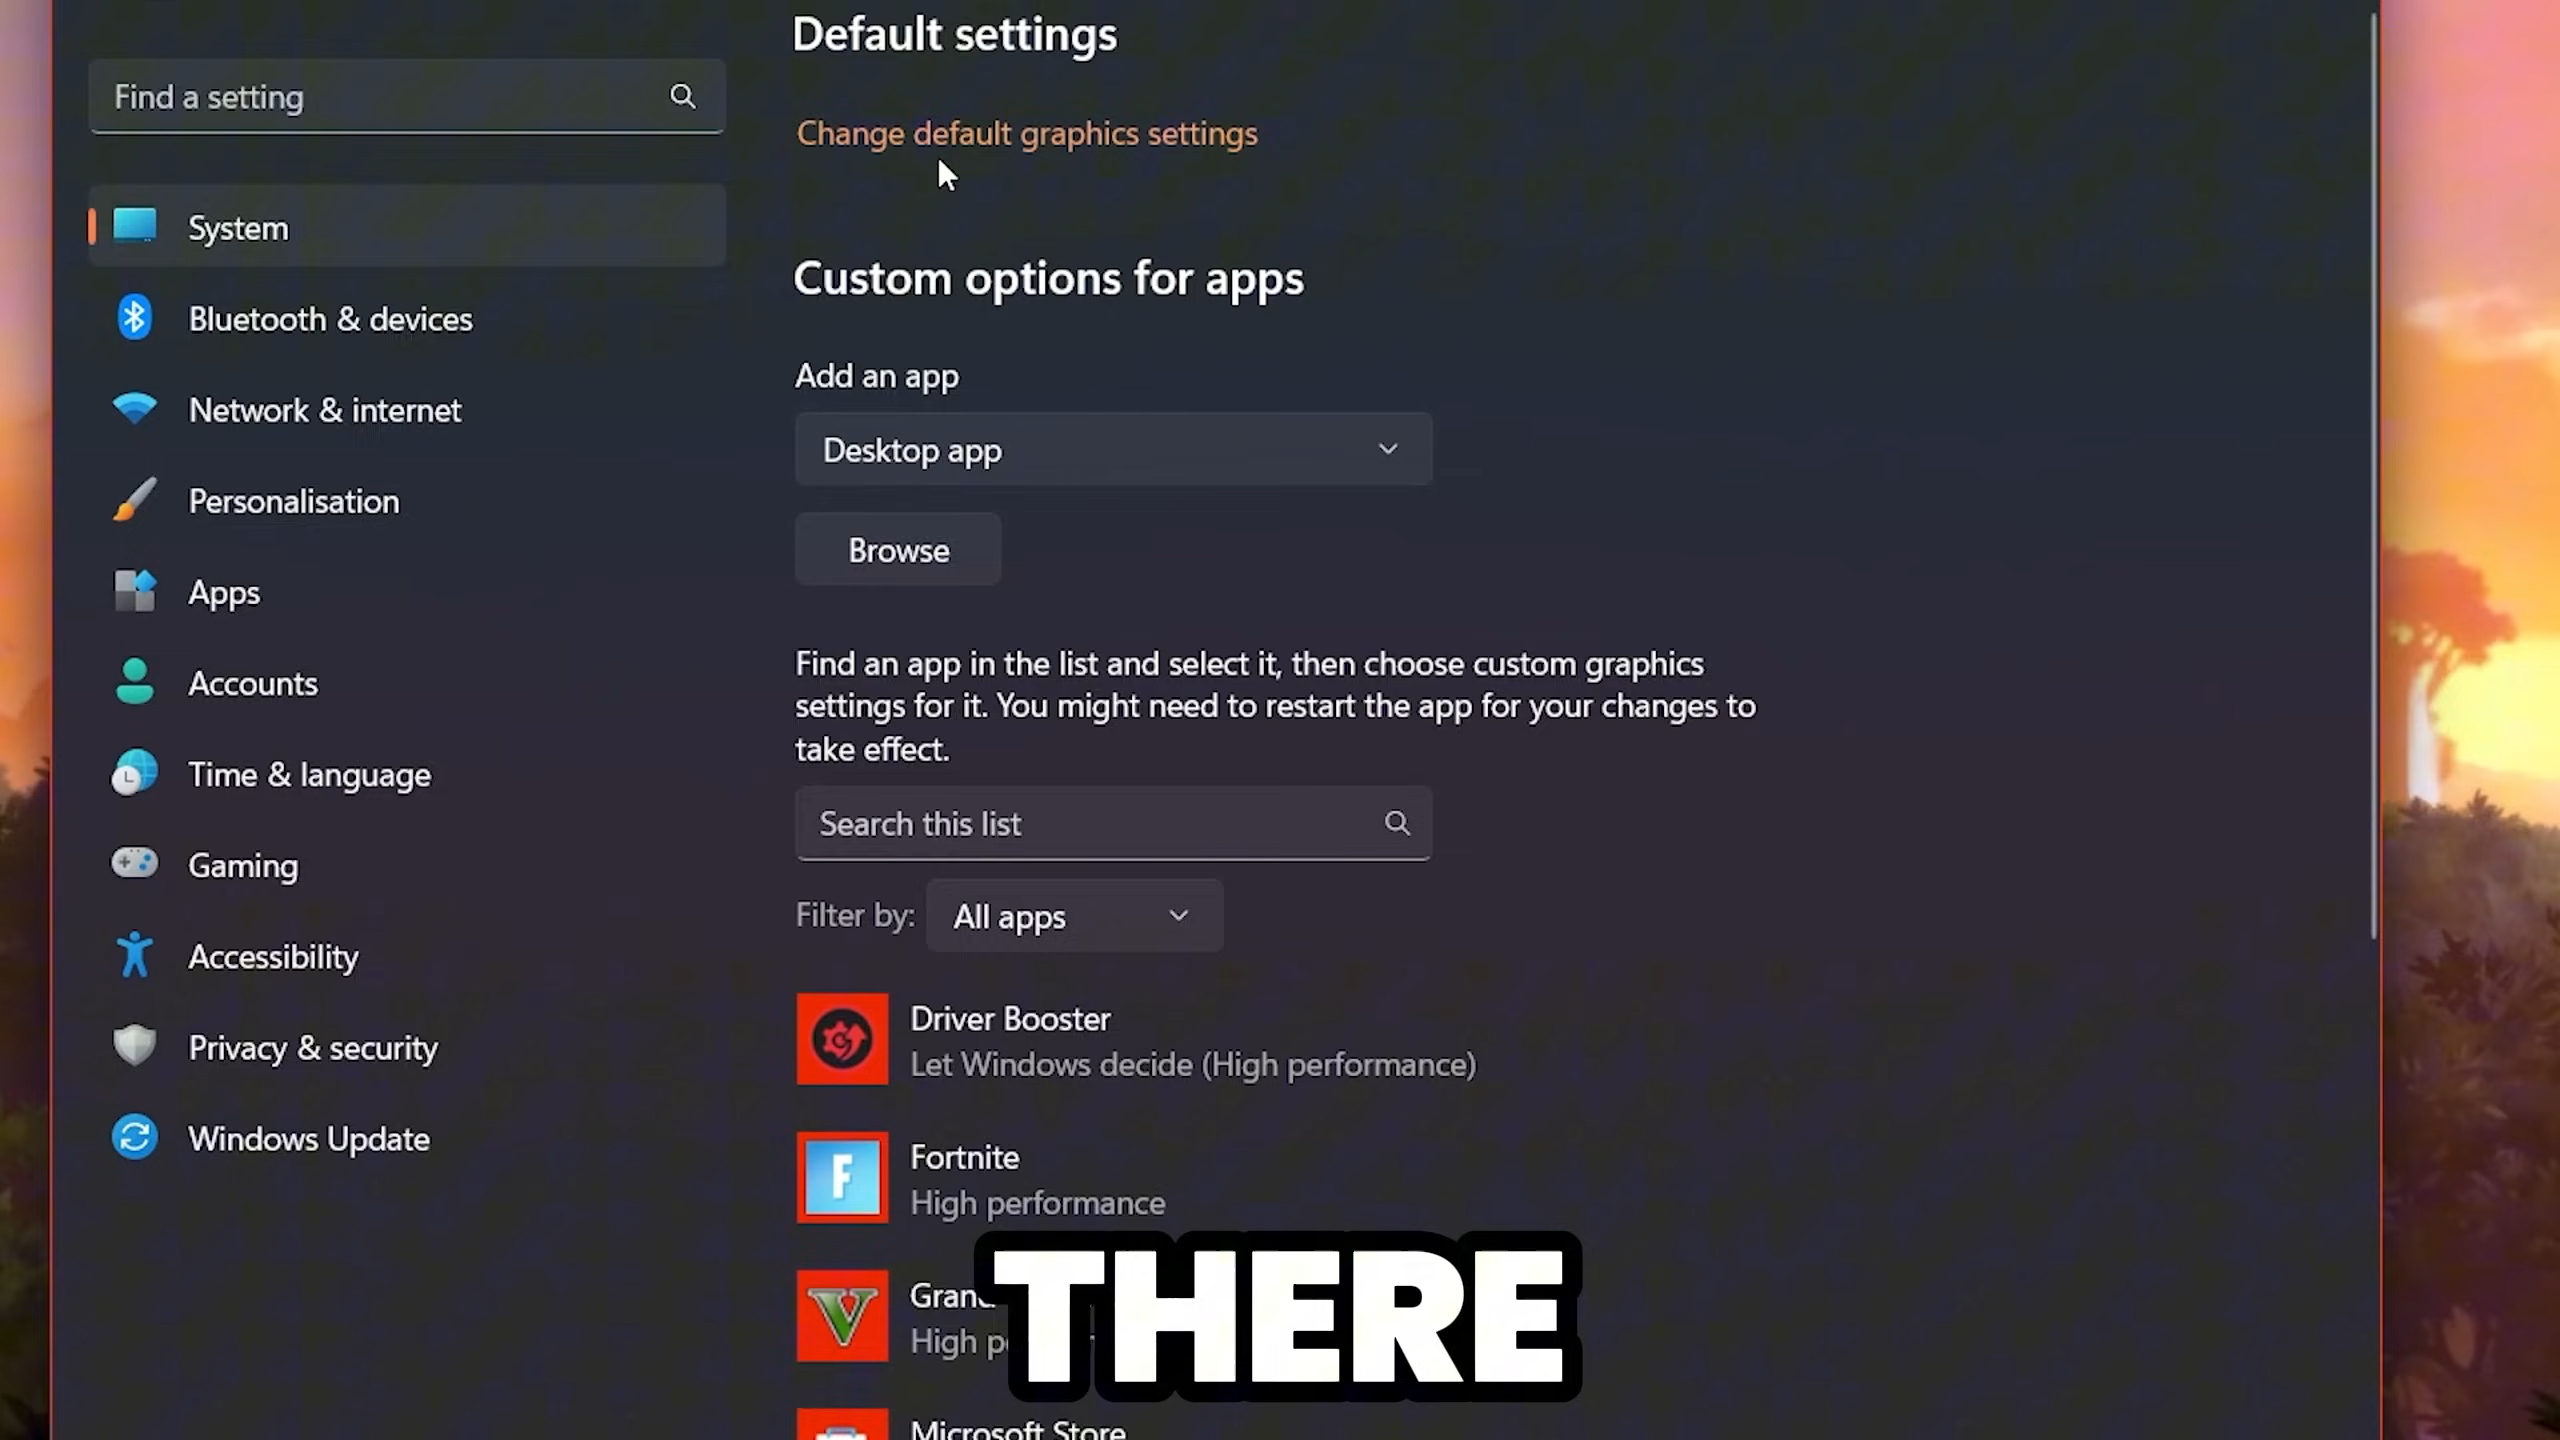 Default settings
Find a setting
Change default graphics settings
System
Bluetooth & devices
Network & internet
Personalisation
Apps
Accounts
Time & language
Gaming
Accessibility
Privacy & security
Windows Update
Custom options for apps
Add an app
Desktop app
Browse
Find an app in the list and select it, then choose custom graphics
settings for it. You might need to restart the app for your changes to
take effect.
Search this list
Filter by: All apps
Driver Booster
Let Windows decide (High performance)
Fortnite
High performance
High
THERE
Microsoft Store